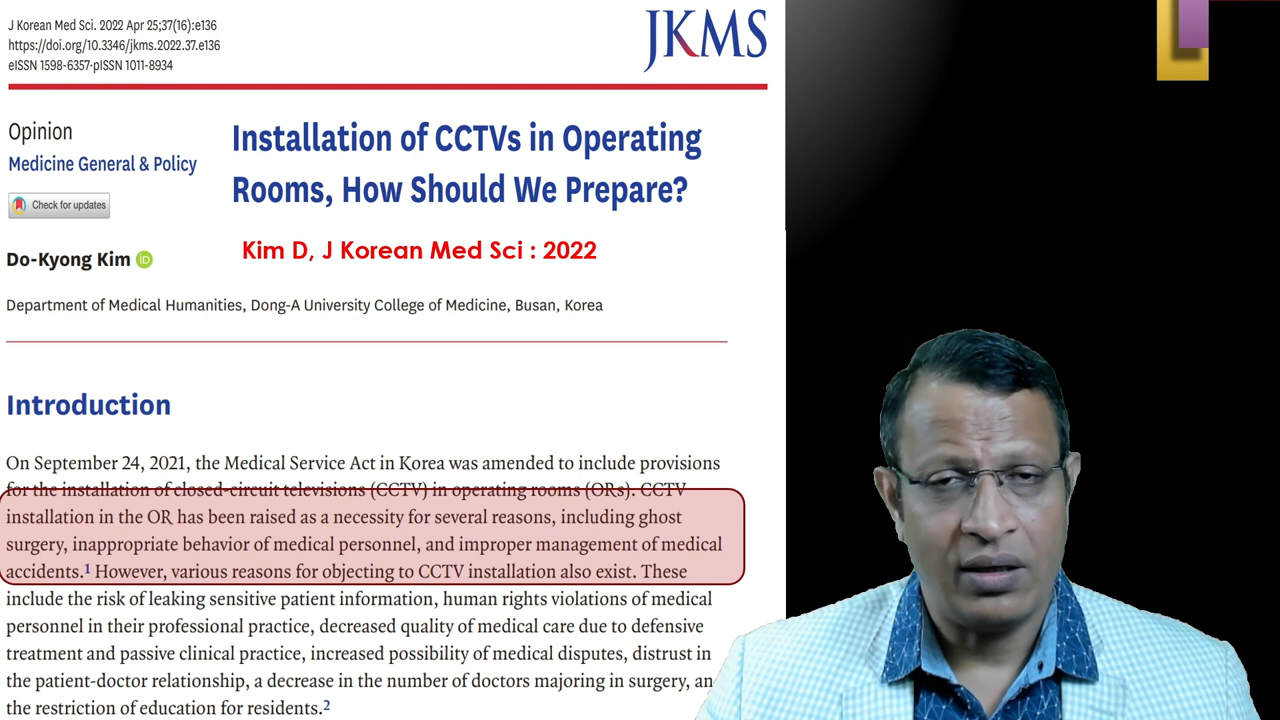 J Korean Med Sci. 2022 Apr 25;37(16):e136
https://doi.org/10.3346/jkms.2022.37.e136
eISSN 1598-6357·pISSN 1011-8934
JKMS
Opinion
Medicine General & Policy
Check for updates
Do-Kyong Kim iD
Installation of CCTVs in Operating
Rooms, How Should We Prepare?
Kim D, J Korean Med Sci : 2022
Department of Medical Humanities, Dong-A University College of Medicine, Busan, Korea
Introduction
On September 24, 2021, the Medical Service Act in Korea was amended to include provisions
for the installation of closed-circuit televisions (CCTV) in operating rooms (ORs). CCTV
installation in the OR has been raised as a necessity for several reasons, including ghost
surgery, inappropriate behavior of medical personnel, and improper management of medical
accidents.1 However, various reasons for objecting to CCTV installation also exist. These
include the risk of leaking sensitive patient information, human rights violations of medical
personnel in their professional practice, decreased quality of medical care due to defensive
treatment and passive clinical practice, increased possibility of medical disputes, distrust in
the patient-doctor relationship, a decrease in the number of doctors majoring in surgery, an
the restriction of education for residents.2